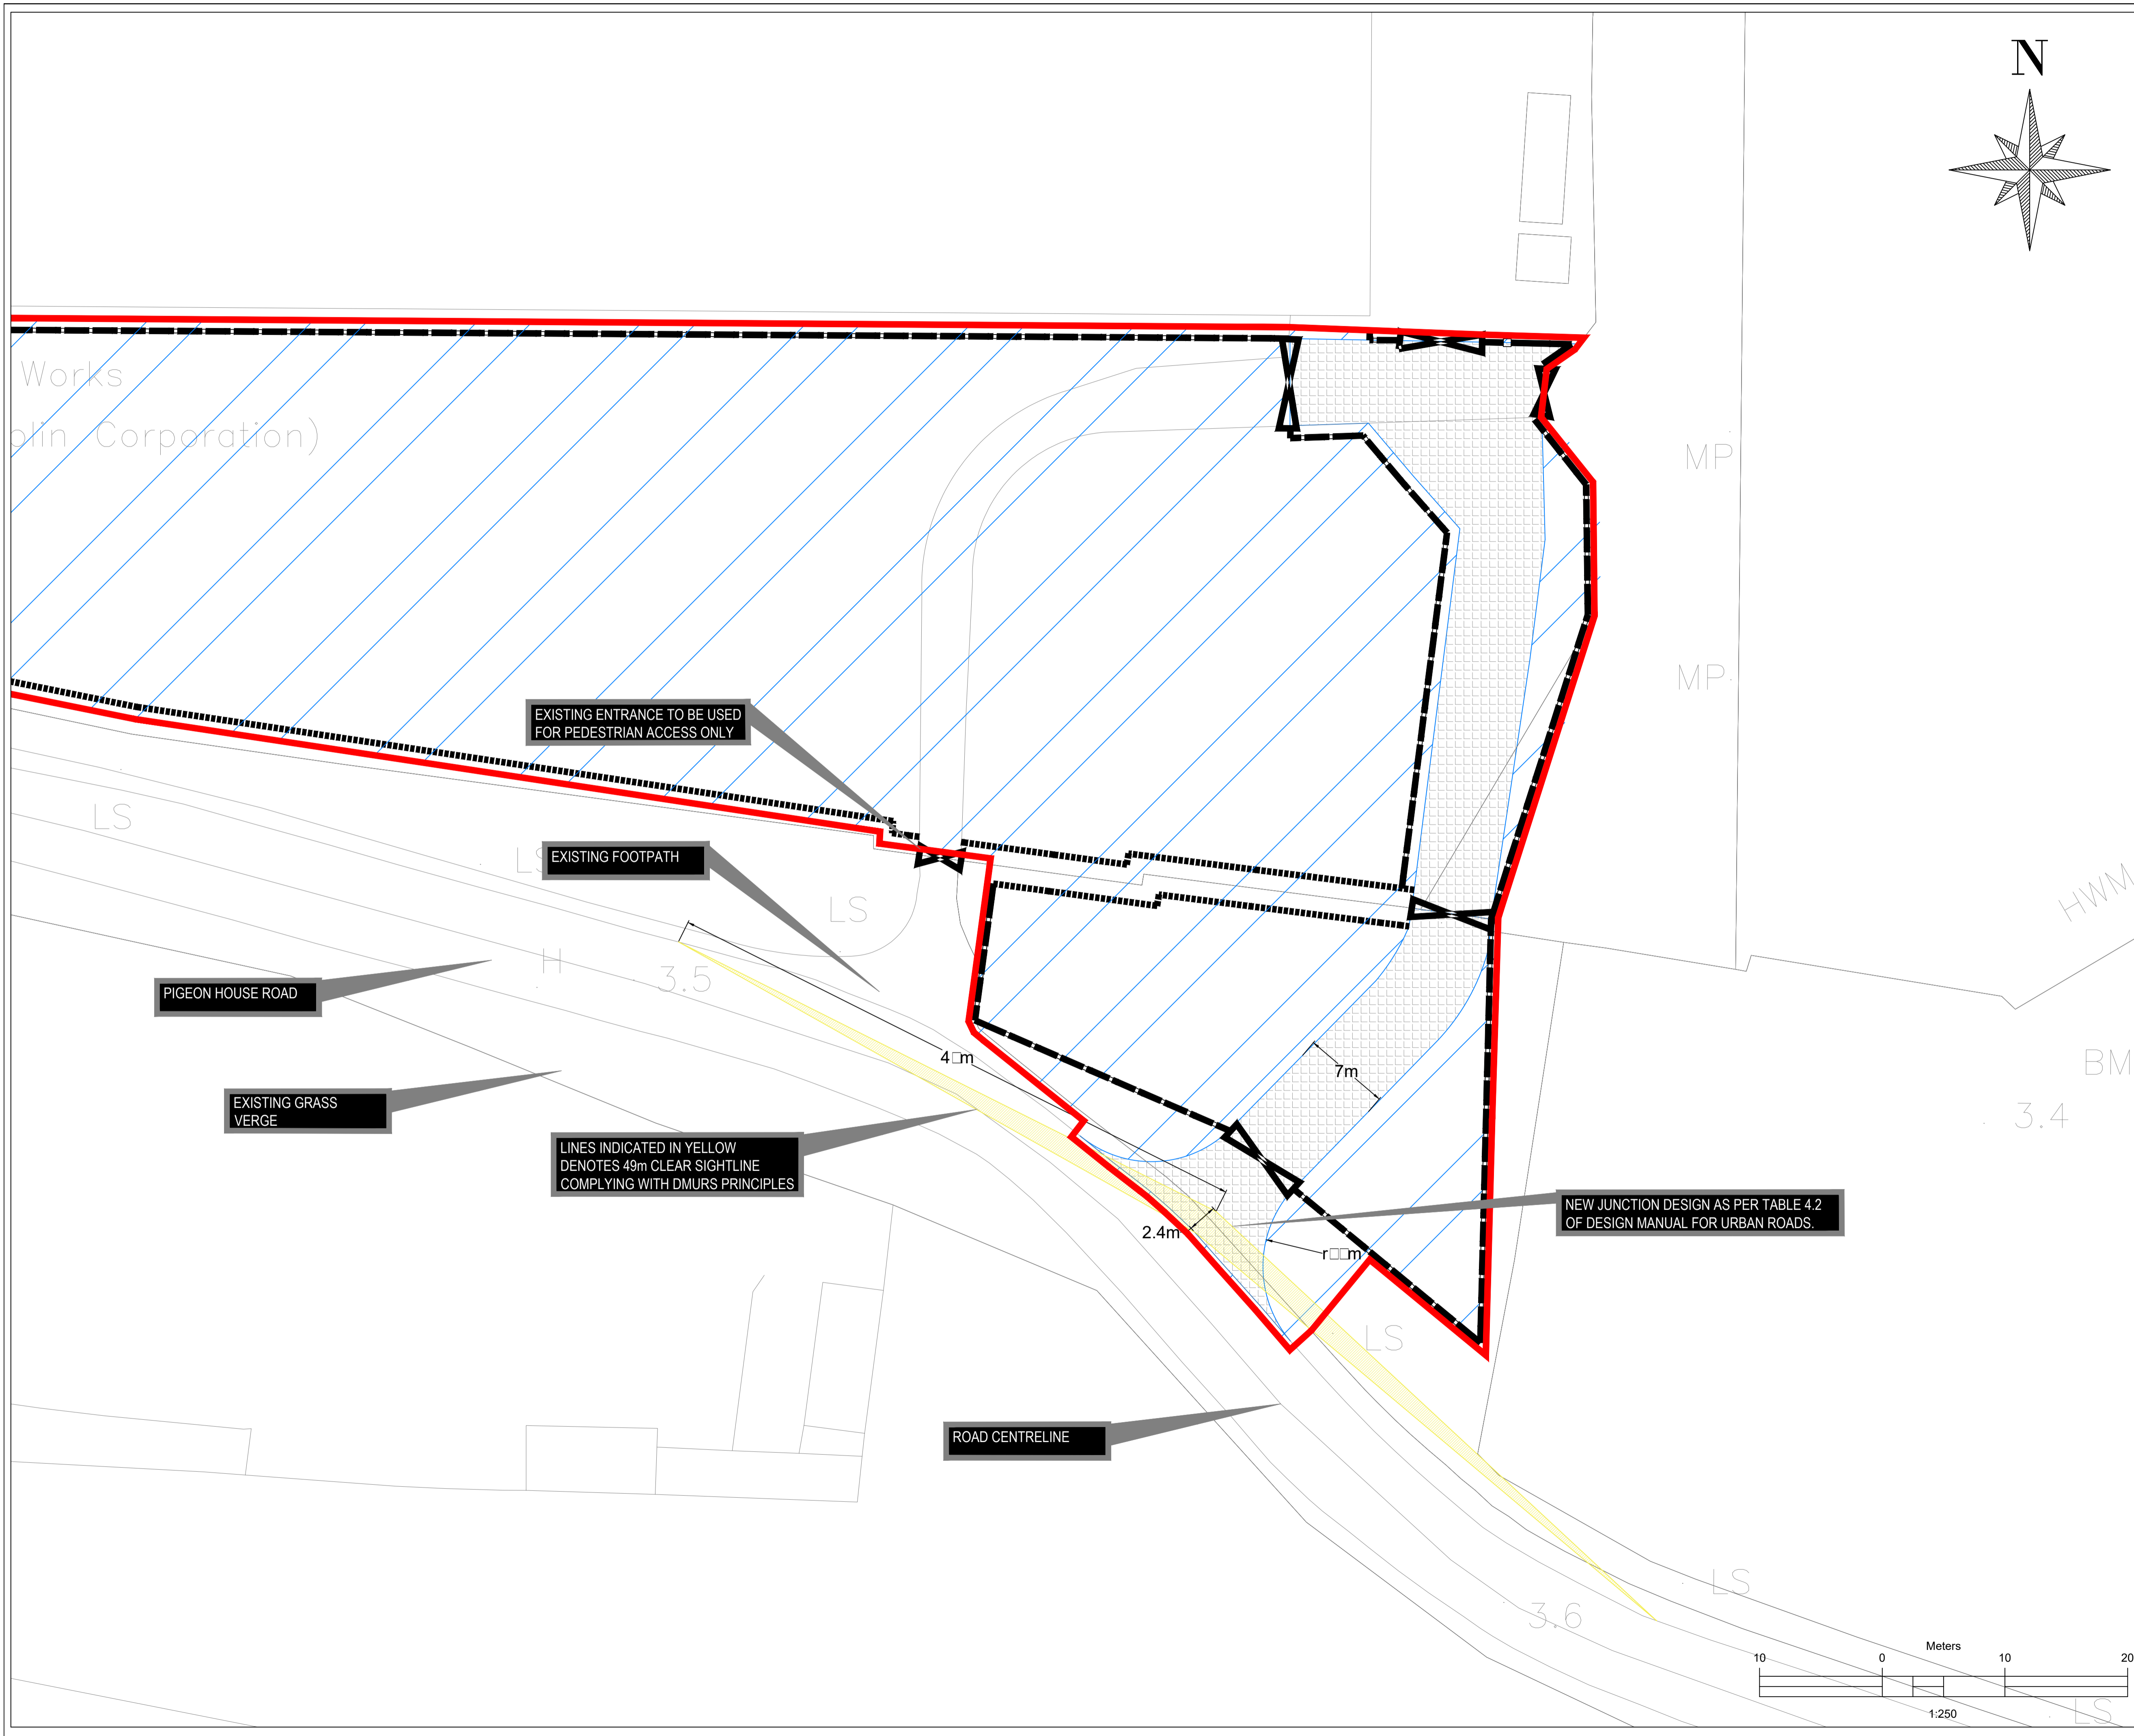 N
Works
blin Corporation)
MP
MP
EXISTING ENTRANCE TO BE USED
FOR PEDESTRIAN ACCESS ONLY
LS
EXISTING FOOTPATH
LS
HWM
H
3.5
PIGEON HOUSE ROAD
4□m
7m
BM
3.4
EXISTING GRASS
VERGE
LINES INDICATED IN YELLOW
DENOTES 49m CLEAR SIGHTLINE
COMPLYING WITH DMURS PRINCIPLES
2.4m
r□□m
NEW JUNCTION DESIGN AS PER TABLE 4.2
OF DESIGN MANUAL FOR URBAN ROADS.
LS
ROAD CENTRELINE
LS
3.6
Meters
10 0 10 20
1:250
LS